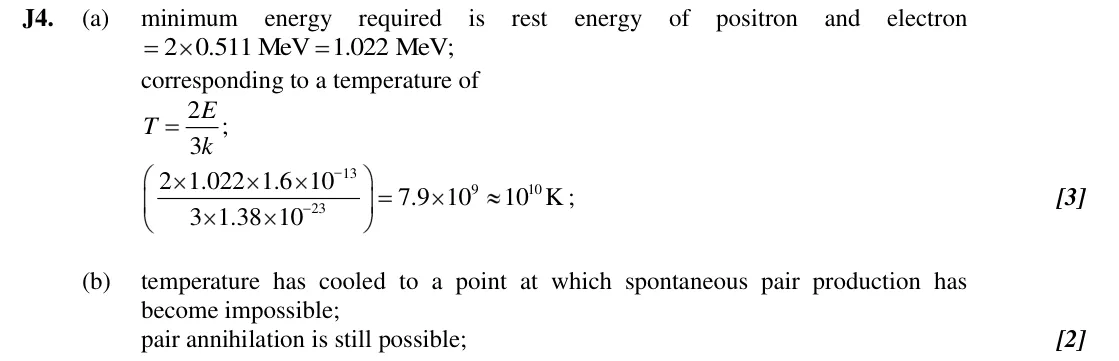 J4. (a) minimum energy required is rest energy of positron and electron
= 2×0.511 MeV = 1.022 MeV;
corresponding to a temperature of
T = 2E/3k;
(2×1.022×1.6×10⁻¹³/3×1.38×10⁻²³) = 7.9×10⁹ ≈ 10¹⁰ K; [3]
(b) temperature has cooled to a point at which spontaneous pair production has
become impossible;
pair annihilation is still possible; [2]